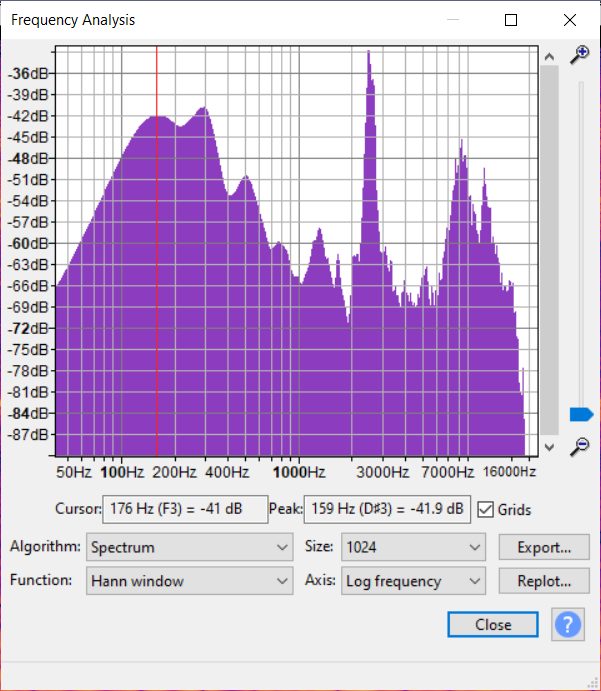 Frequency Analysis
-36dB
-39dB
-42dB
-45dB
-48dB
-51dB
-54dB
-57dB
-60dB
-63dB
-66dB
-69dB
-72dB
-75dB
-78dB
-81dB
-84dB
-87dB
50Hz 100Hz 200Hz 400Hz 1000Hz 3000Hz 7000Hz 16000Hz
Cursor: 176 Hz (F3) = -41 dB Peak: 159 Hz (D♯3) = -41.9 dB Grids
Algorithm: Spectrum Size: 1024 Export...
Function: Hann window Axis: Log frequency Replot...
Close ?